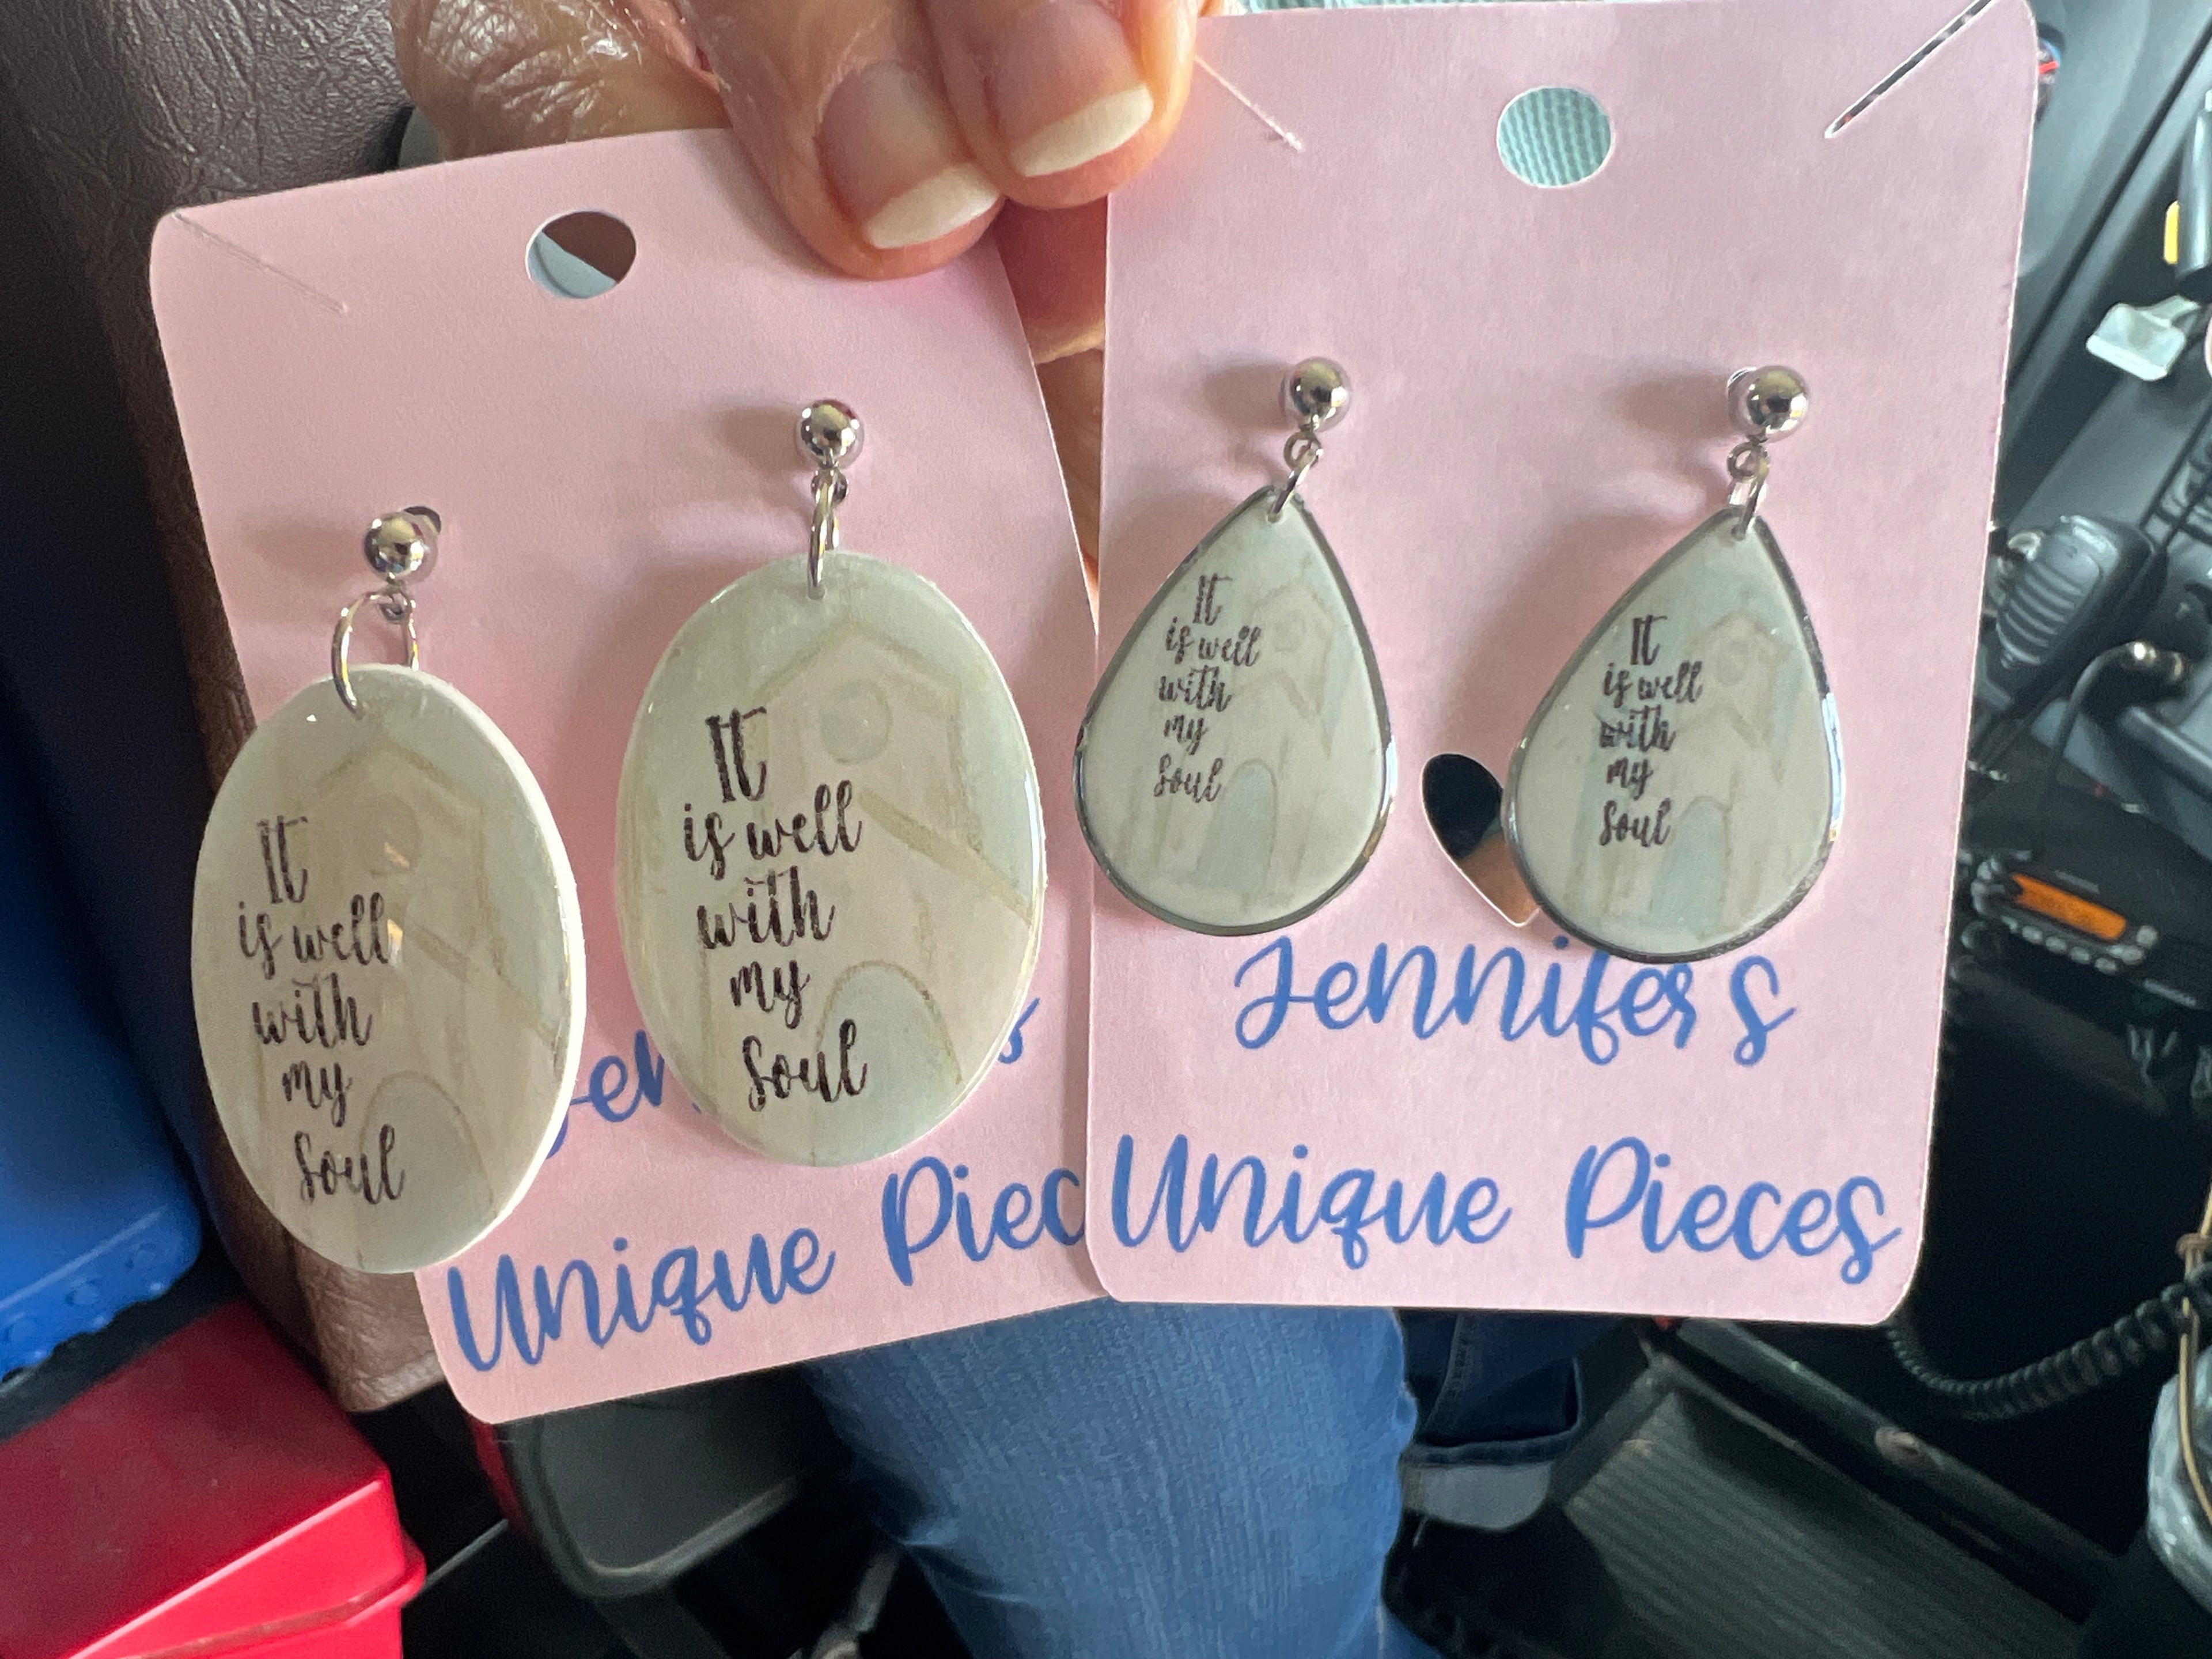 It
is well
with
my
Soul
It
is well
with
my
Soul
Unique Piec
It
is well
with
my
Soul
It
is well
with
my
Soul
Jennifer's
Unique Pieces